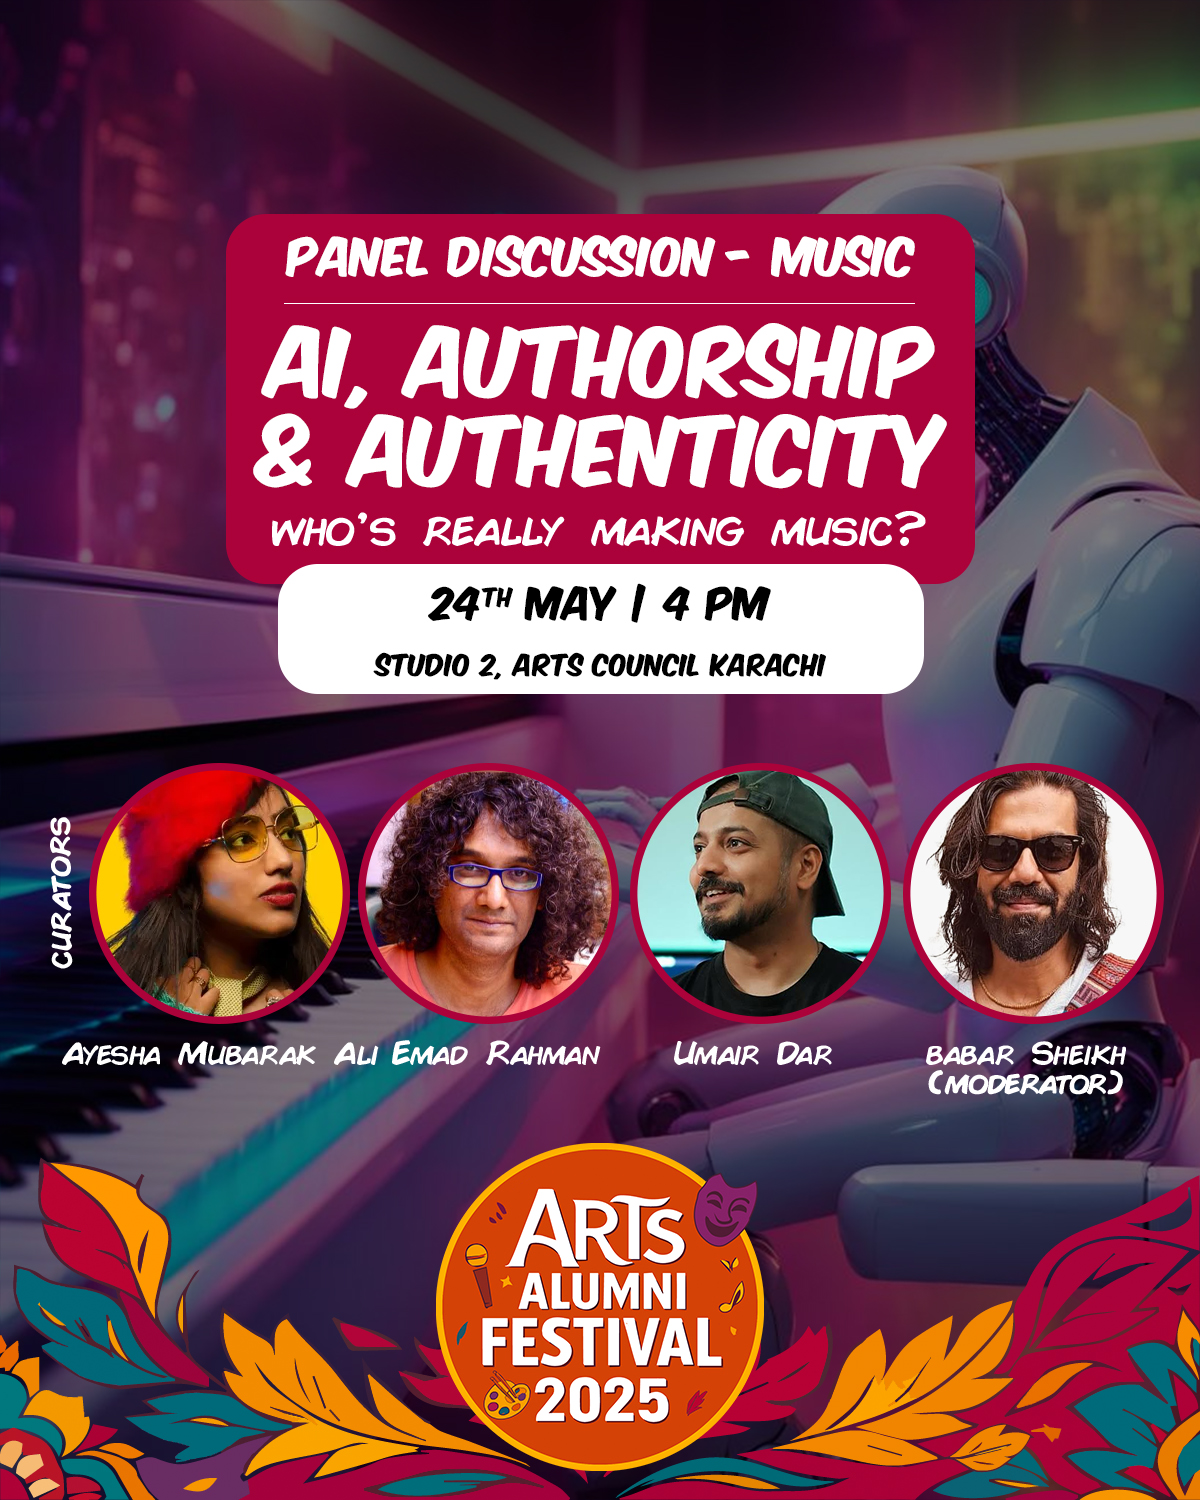 PANEL DISCUSSION - MUSIC
AI, AUTHORSHIP
& AUTHENTICITY
WHO'S REALLY MAKING MUSIC?
24TH MAY | 4 PM
STUDIO 2, ARTS COUNCIL KARACHI
CURATORS
AYESHA MUBARAK
ALI EMAD RAHMAN
UMAIR DAR
BABAR SHEIKH
(MODERATOR)
ARTS
ALUMNI
FESTIVAL
2025